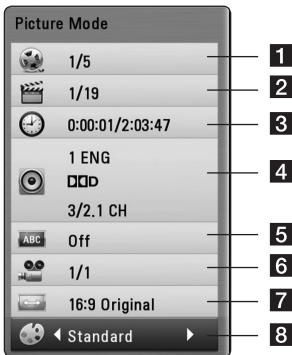 Picture Mode
1/5 1
1/19 2
0:00:01/2:03:47 3
1 ENG
DD D
3/2.1 CH
4
ABC Off 5
1/1 6
16:9 Original 7
Standard 8